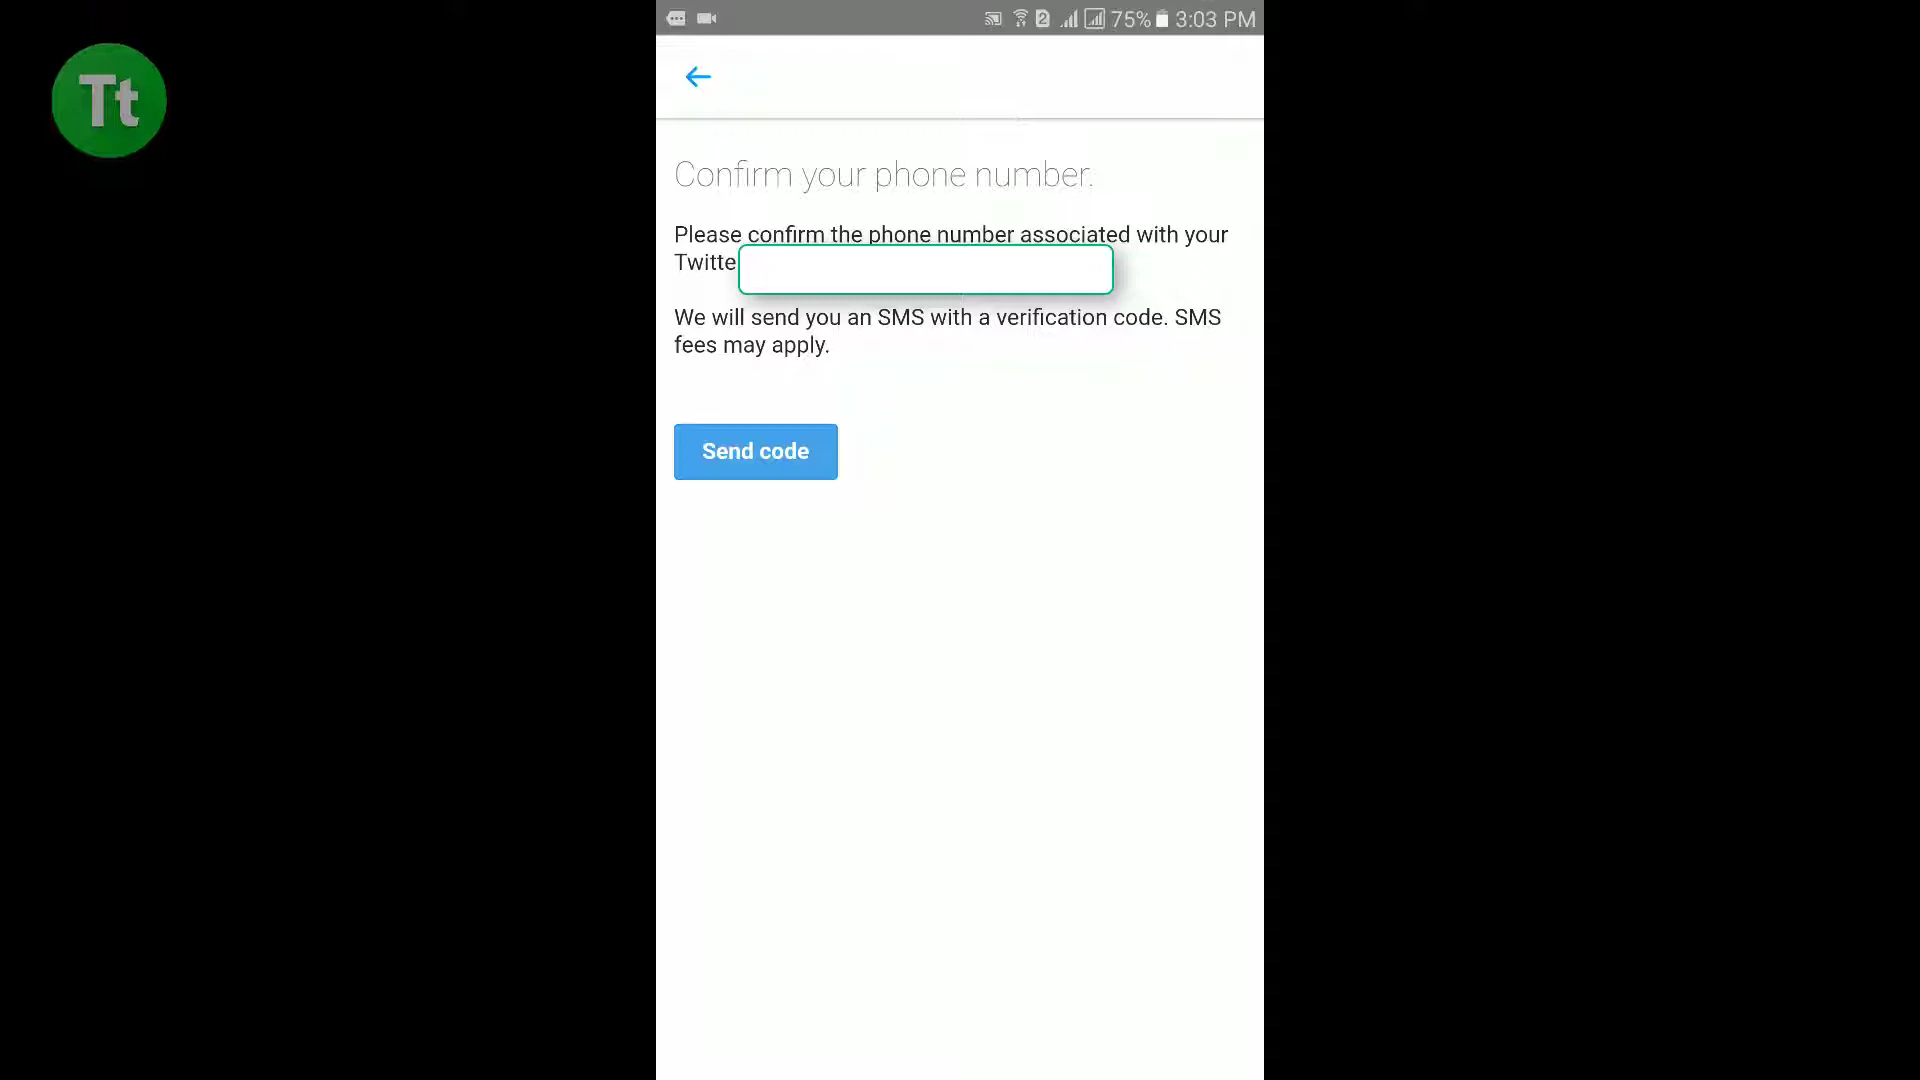 Tt
2 75% 3:03 PM
Confirm your phone number.
Please confirm the phone number associated with your
Twitte
We will send you an SMS with a verification code. SMS
fees may apply.
Send code